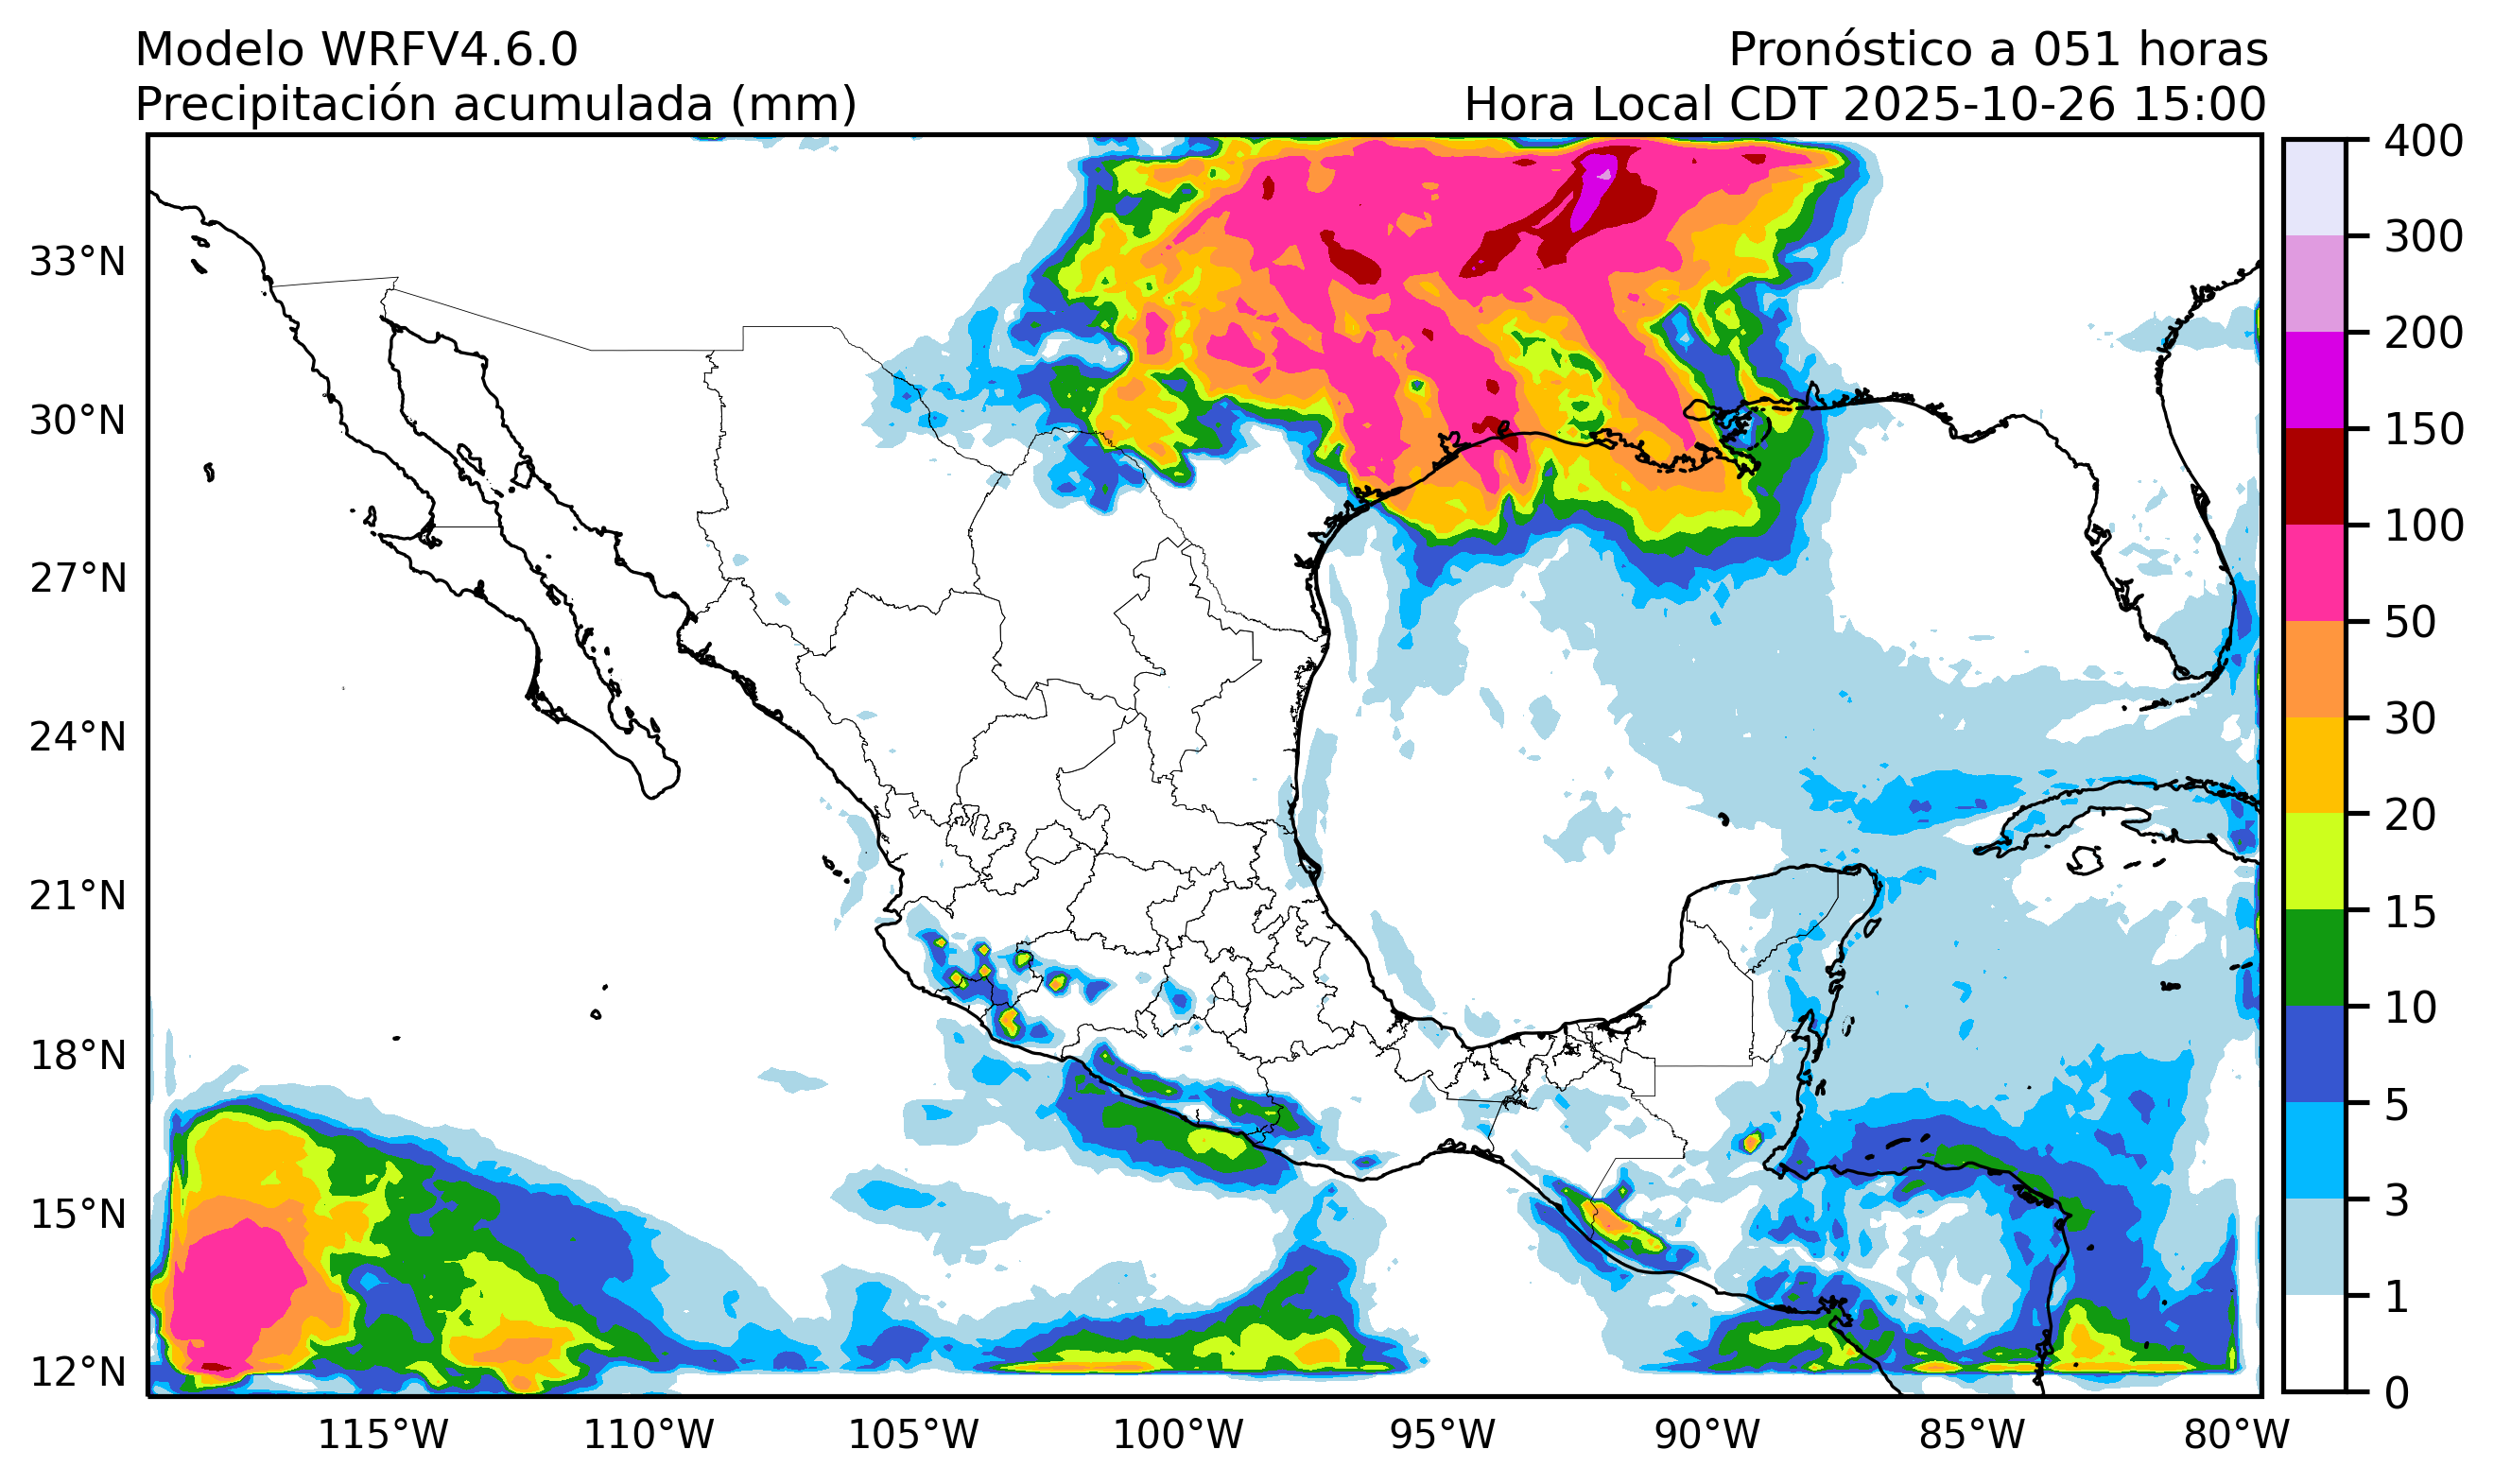 Modelo WRFV4.6.0
Pronóstico a 051 horas
Precipitación acumulada (mm)
Hora Local CDT 2025-10-26 15:00
33°N
30°N
27°N
24°N
21°N
18°N
15°N
12°N
115°W
110°W
105°W
100°W
95°W
90°W
85°W
80°W
400
300
200
150
100
50
30
20
15
10
5
3
1
0